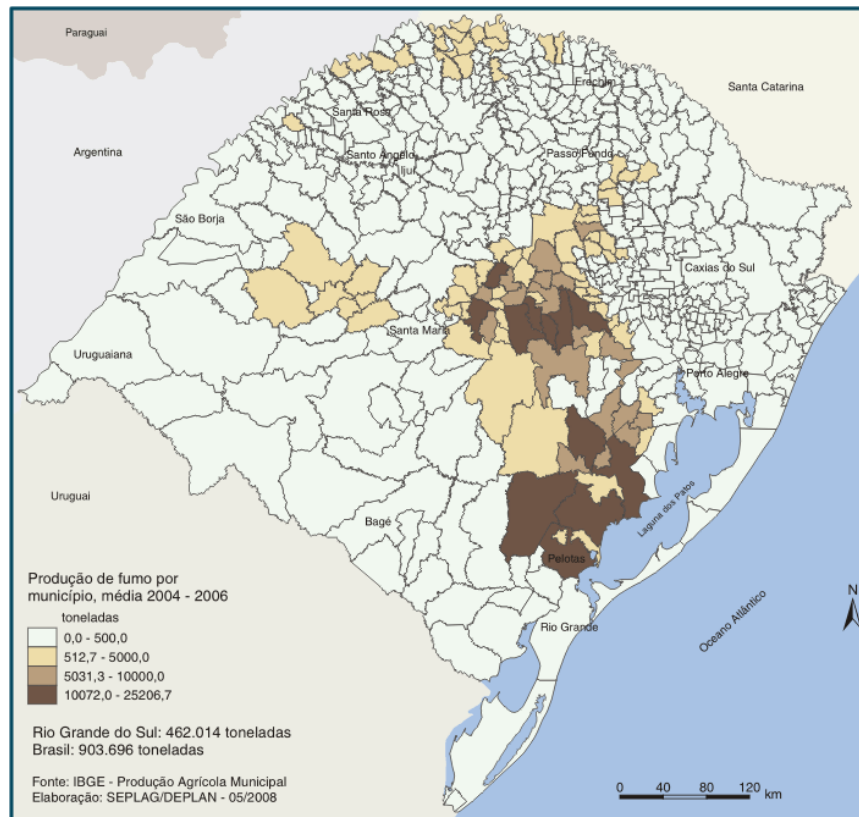 Paraguai
Santa Catarina
Erechim
Santa Rosa
Argentina
Santo Angelo
Passo Fundo
Ijuí
São Borja
Caxias do Sul
Santa Maria
Uruguaiana
Porto Alegre
Uruguai
Laguna dos Patos
Bagé
Pelotas
Produção de fumo por
município, média 2004 - 2006
toneladas
0,0 - 500,0
512,7 - 5000,0
5031,3 - 10000,0
10072,0 - 25206,7
Rio Grande
Oceano Atlântico
N
Rio Grande do Sul: 462.014 toneladas
Brasil: 903.696 toneladas
Fonte: IBGE - Produção Agrícola Municipal
Elaboração: SEPLAG/DEPLAN - 05/2008
0 40 80 120 km